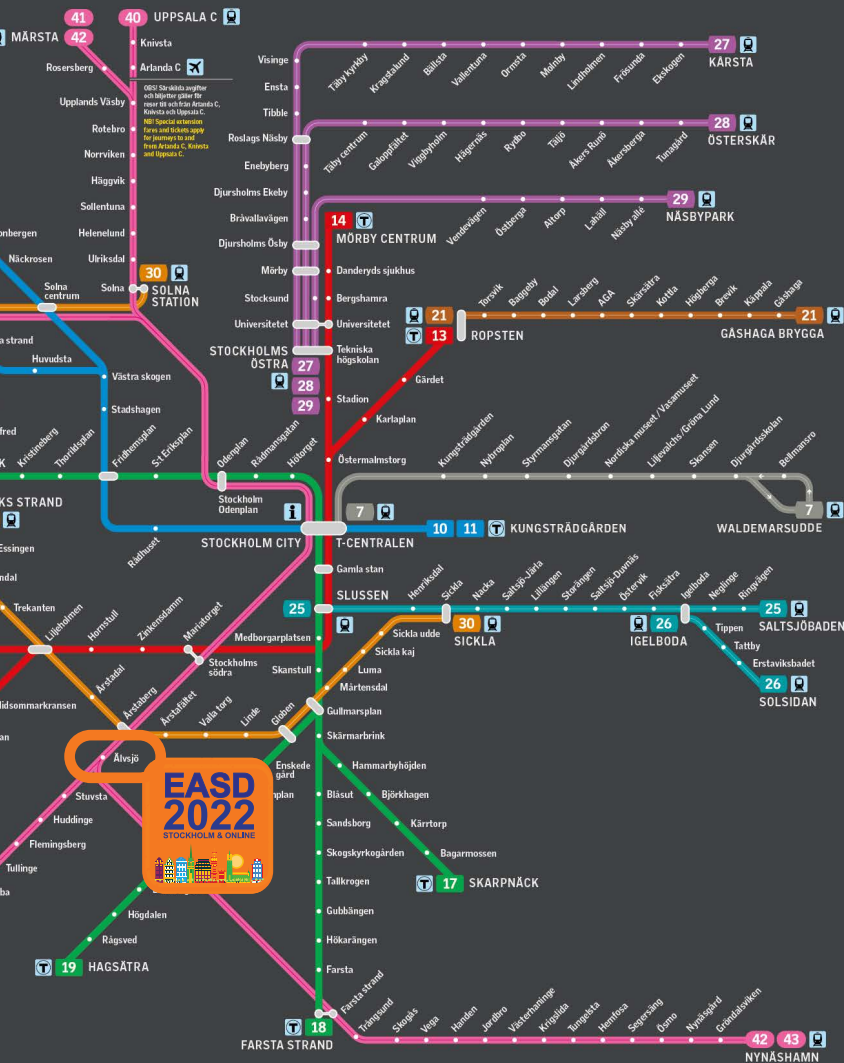 41
40
UPPSALA C
MÄRSTA
42
Knivsta
Rosersberg
Arlanda C
OBS! Särskilda avgifter
och biljetter gäller för
resor till och från Arlanda C,
Knivsta och Uppsala C.
NB! Special extension
fares and tickets apply
for journeys to and
from Arlanda C, Knivsta
and Uppsala C.
Upplands Väsby
Rotebro
Norrviken
Häggvik
Sollentuna
Helenelund
Ulriksdal
Solna
30
SOLNA
STATION
onbergen
Näckrosen
Solna
centrum
a strand
Huvudsta
Västra skogen
Stadshagen
Visinge
Ensta
Tibble
Roslags Näsby
Enebyberg
Djursholms Ekeby
Bråvallavägen
Djursholms Ösby
Mörby
Stocksund
Universitetet
STOCKHOLMS
ÖSTRA
27
28
29
Täby kyrkby
Kragstalund
Bällsta
Vallentuna
Ormsta
Molnby
Lindholmen
Frösunda
Ekskogen
27
KÅRSTA
Täby centrum
Galoppfältet
Viggbyholm
Hägernäs
Rydbo
Täljö
Åkers Runö
Åkersberga
Tunagård
28
ÖSTERSKÄR
Vendevägen
Östberga
Altorp
Lahäll
Näsby allé
29
NÄSBYPARK
14
MÖRBY CENTRUM
Danderyds sjukhus
Bergshamra
Universitetet
Tekniska
högskolan
Stadion
Östermalmstorg
21
13
ROPSTEN
Gärdet
Karlaplan
Torsvik
Baggeby
Bodal
Larsberg
AGA
Skärsätra
Kottla
Högberga
Brevik
Käppala
Gåshaga
21
GÅSHAGA BRYGGA
fred
Kristineberg
Thorildsplan
Fridhemsplan
S:t Eriksplan
Odenplan
Rådmansgatan
Hötorget
K
KS STRAND
Stockholm
Odenplan
Kungsträdgården
Nybroplan
Styrmansgatan
Djurgårdsbron
Nordiska museet / Vasamuseet
Liljevalchs/Gröna Lund
Skansen
Djurgårdsskolan
Bellmansro
7
WALDEMARSUDDE
7
STOCKHOLM CITY
T-CENTRALEN
10
11
KUNGSTRÄDGÅRDEN
Rådhuset
Essingen
ndal
Trekanten
Gamla stan
25
SLUSSEN
Henriksdal
Sickla
Nacka
Saltsjö-Järla
Lillängen
Storängen
Saltsjö-Duvnäs
Östervik
Fisksätra
Igelboda
Neglinge
Ringvägen
25
SALTSJÖBADEN
30
SICKLA
26
IGELBODA
Tippen
Tattby
Erstaviksbadet
26
SOLSIDAN
Liljeholmen
Hornstull
Zinkensdamm
Mariatorget
Medborgarplatsen
Stockholms
södra
Skanstull
Sickla udde
Sickla kaj
Luma
Mårtensdal
Gullmarsplan
Skärmarbrink
Midsommarkransen
an
Årstadal
Årstaberg
Årstafältet
Valla torg
Linde
Globen
Älvsjö
Enskede
gård
nplan
EASD
2022
STOCKHOLM & ONLINE
Stuvsta
Huddinge
Flemingsberg
Tullinge
ba
Hammarbyhöjden
Björkhagen
Kärrtorp
Bagarmossen
17
SKARPNÄCK
Blåsut
Sandsborg
Skogskyrkogården
Tallkrogen
Gubbängen
Hökarängen
Farsta
18
FARSTA STRAND
Högdalen
Rågsved
19
HAGSÄTRA
Farsta strand
Trångsund
Skogås
Vega
Handen
Jordbro
Västerhaninge
Krigslida
Tungelsta
Hemfosa
Segersäng
Ösmo
Nynäsgård
Gröndalsviken
42
43
NYNÄSHAMN